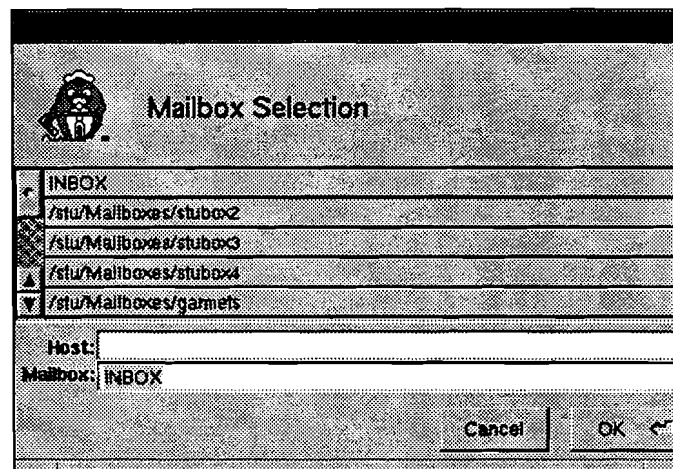 Mailbox Selection
INBOX
/stu/Mailboxes/stubox2
/stu/Mailboxes/stubox3
/stu/Mailboxes/stubox4
/stu/Mailboxes/garnets
Host:
Mailbox: INBOX
Cancel OK